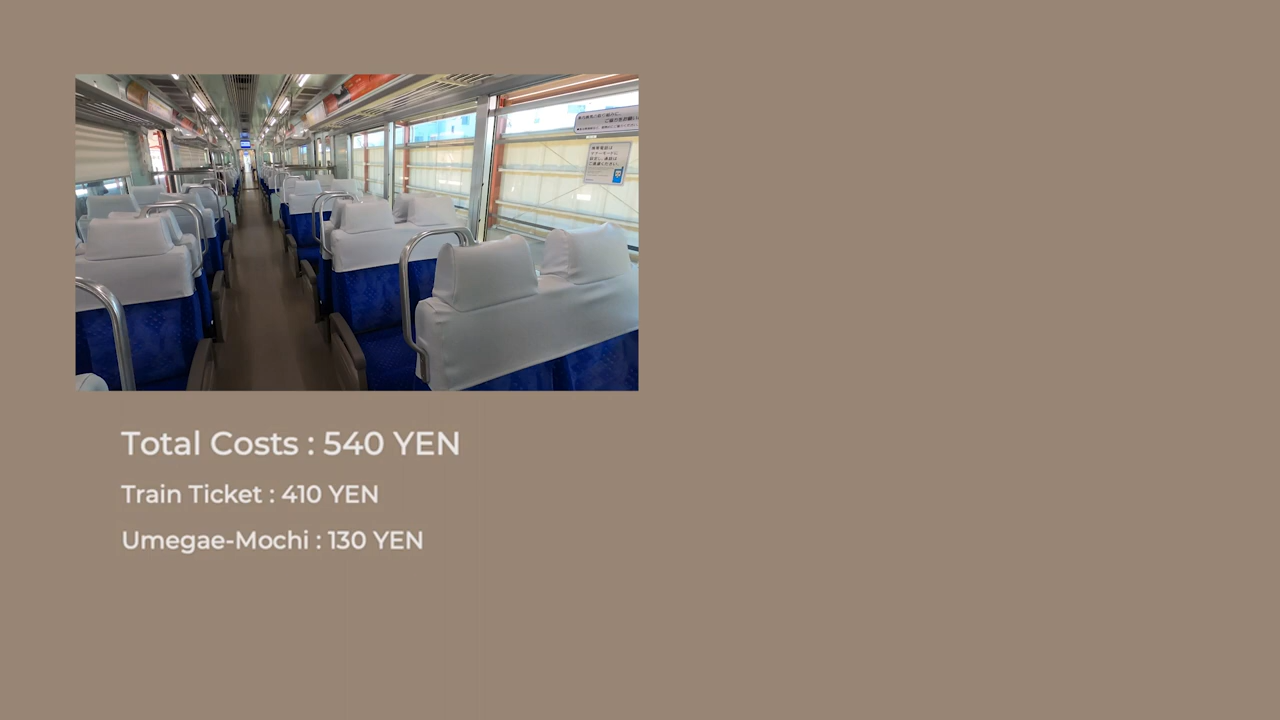 Total Costs : 540 YEN
Train Ticket : 410 YEN
Umegae-Mochi : 130 YEN